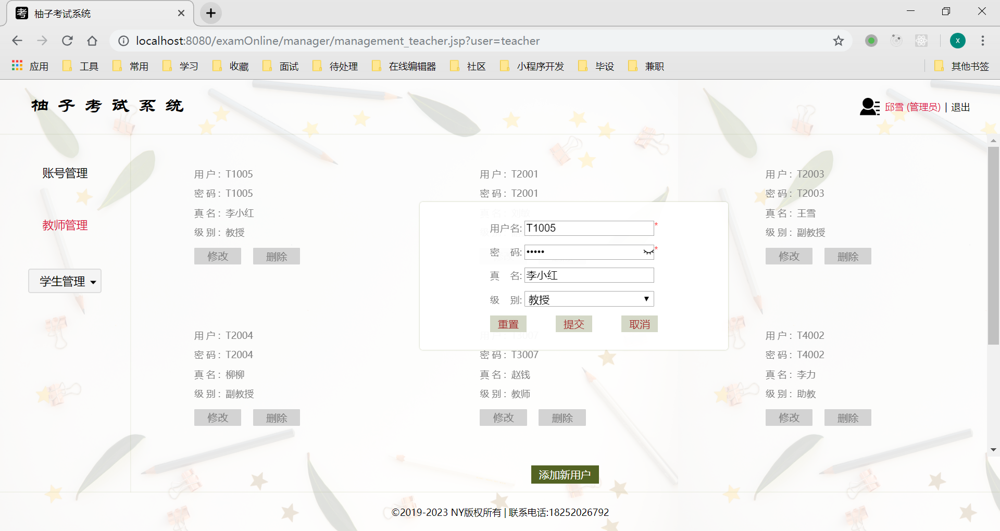 柚子考试系统
localhost:8080/examOnline/manager/management_teacher.jsp?user=teacher
x
应用 工具 常用 学习 收藏 面试 待处理 在线编辑器 社区 小程序开发 毕设 兼职 其他书签
柚子考试系统
邱雪 (管理员) | 退出
账号管理
教师管理
学生管理
用 户： T1005
密 码： T1005
真 名： 李小红
级 别： 教授
修改 删除
用 户： T2001
密 码： T2001
真 名： 刘敏
用 户： T2003
密 码： T2003
真 名： 王雪
级 别： 副教授
修改 删除
用户名: T1005 *
密 码: ••••• *
真 名: 李小红
级 别: 教授
重置 提交 取消
用 户： T2004
密 码： T2004
真 名： 柳柳
级 别： 副教授
修改 删除
用 户： T3007
密 码： T3007
真 名： 赵钱
级 别： 教师
修改 删除
用 户： T4002
密 码： T4002
真 名： 李力
级 别： 助教
修改 删除
添加新用户
©2019-2023 NY版权所有 | 联系电话:18252026792